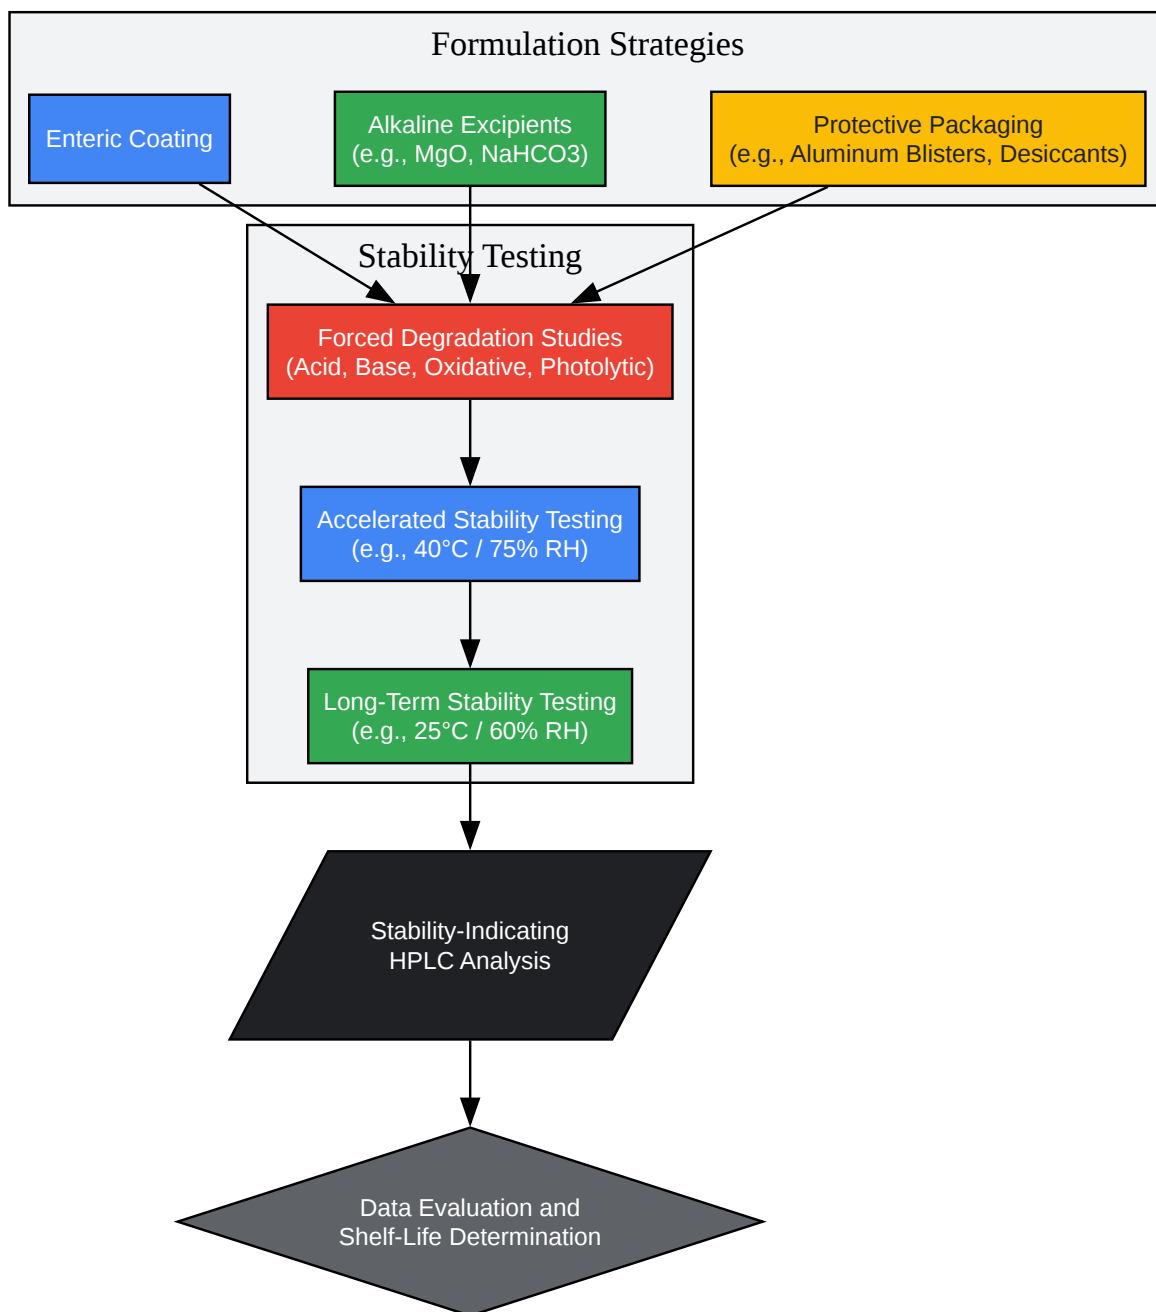 Formulation Strategies
Enteric Coating
Alkaline Excipients
(e.g., MgO, NaHCO3)
Protective Packaging
(e.g., Aluminum Blisters, Desiccants)
Stability Testing
Forced Degradation Studies
(Acid, Base, Oxidative, Photolytic)
Accelerated Stability Testing
(e.g., 40°C / 75% RH)
Long-Term Stability Testing
(e.g., 25°C / 60% RH)
Stability-Indicating
HPLC Analysis
Data Evaluation and
Shelf-Life Determination